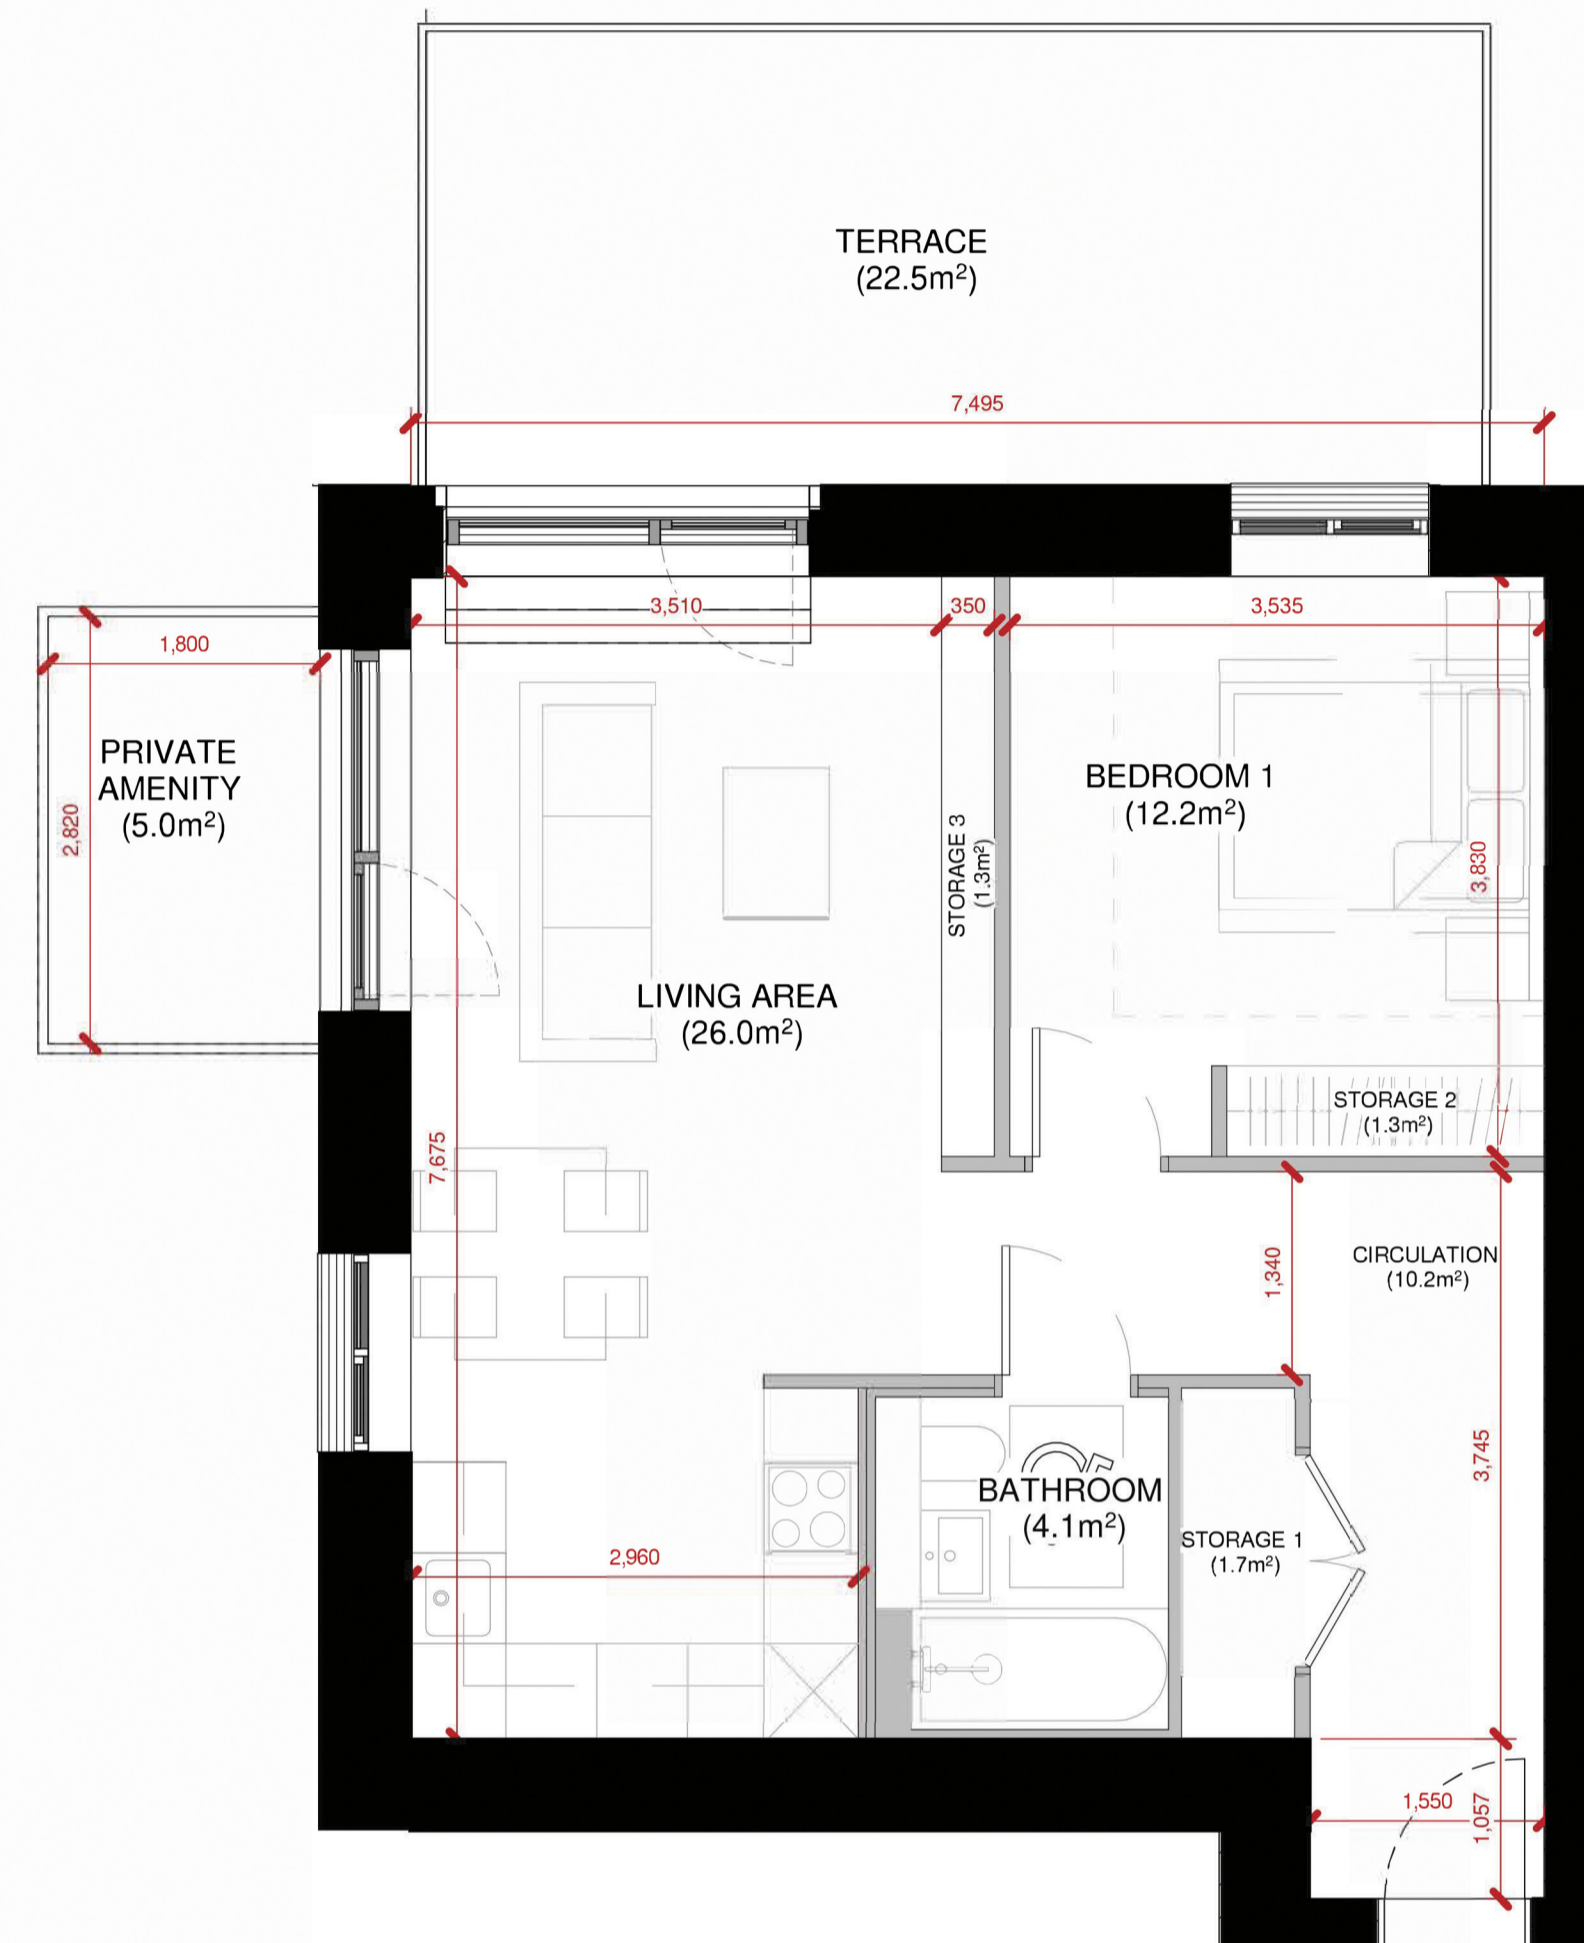 TERRACE
(22.5m²)
7,495
3,510
350
3,535
1,800
PRIVATE
AMENITY
(5.0m²)
2,820
BEDROOM 1
(12.2m²)
3,830
STORAGE 3
(1.3m²)
LIVING AREA
(26.0m²)
STORAGE 2
(1.3m²)
7,675
1,340
CIRCULATION
(10.2m²)
3,745
BATHROOM
(4.1m²)
STORAGE 1
(1.7m²)
2,960
1,550
1,057